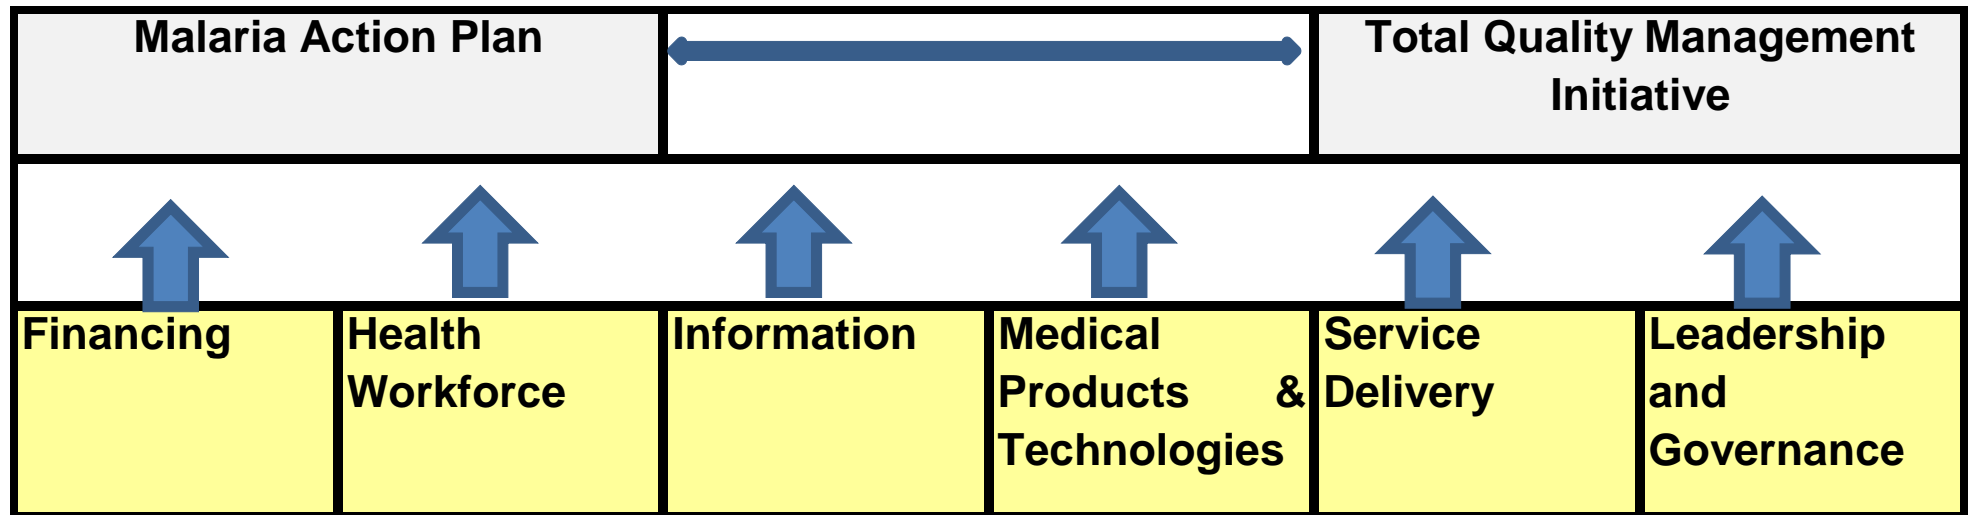 Malaria Action Plan
Total Quality Management
Initiative
Financing
Health
Workforce
Information
Medical
Products &
Technologies
Service
Delivery
Leadership
and
Governance